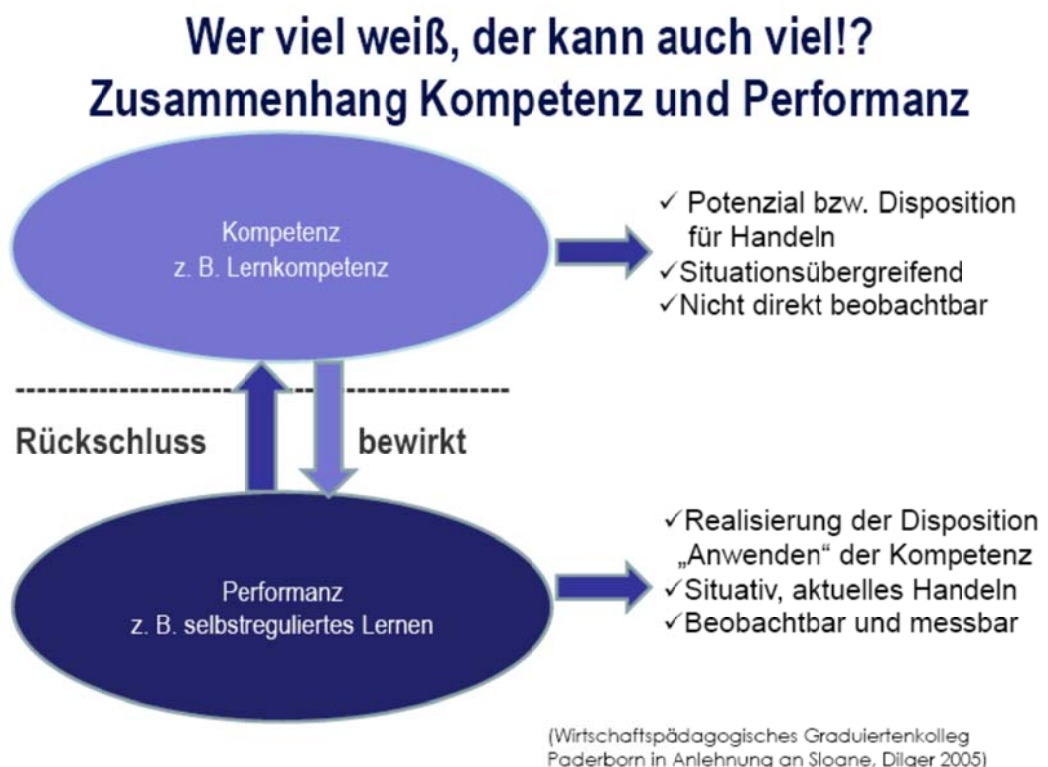 Wer viel weiß, der kann auch viel!?
Zusammenhang Kompetenz und Performanz
Kompetenz
z. B. Lernkompetenz
✓ Potenzial bzw. Disposition
für Handeln
✓Situationsübergreifend
✓Nicht direkt beobachtbar
Rückschluss
bewirkt
Performanz
z. B. selbstreguliertes Lernen
✓Realisierung der Disposition
„Anwenden“ der Kompetenz
✓Situativ, aktuelles Handeln
✓Beobachtbar und messbar
(Wirtschaftspädagogisches Graduiertenkolleg
Paderborn in Anlehnung an Sloane, Dilger 2005)